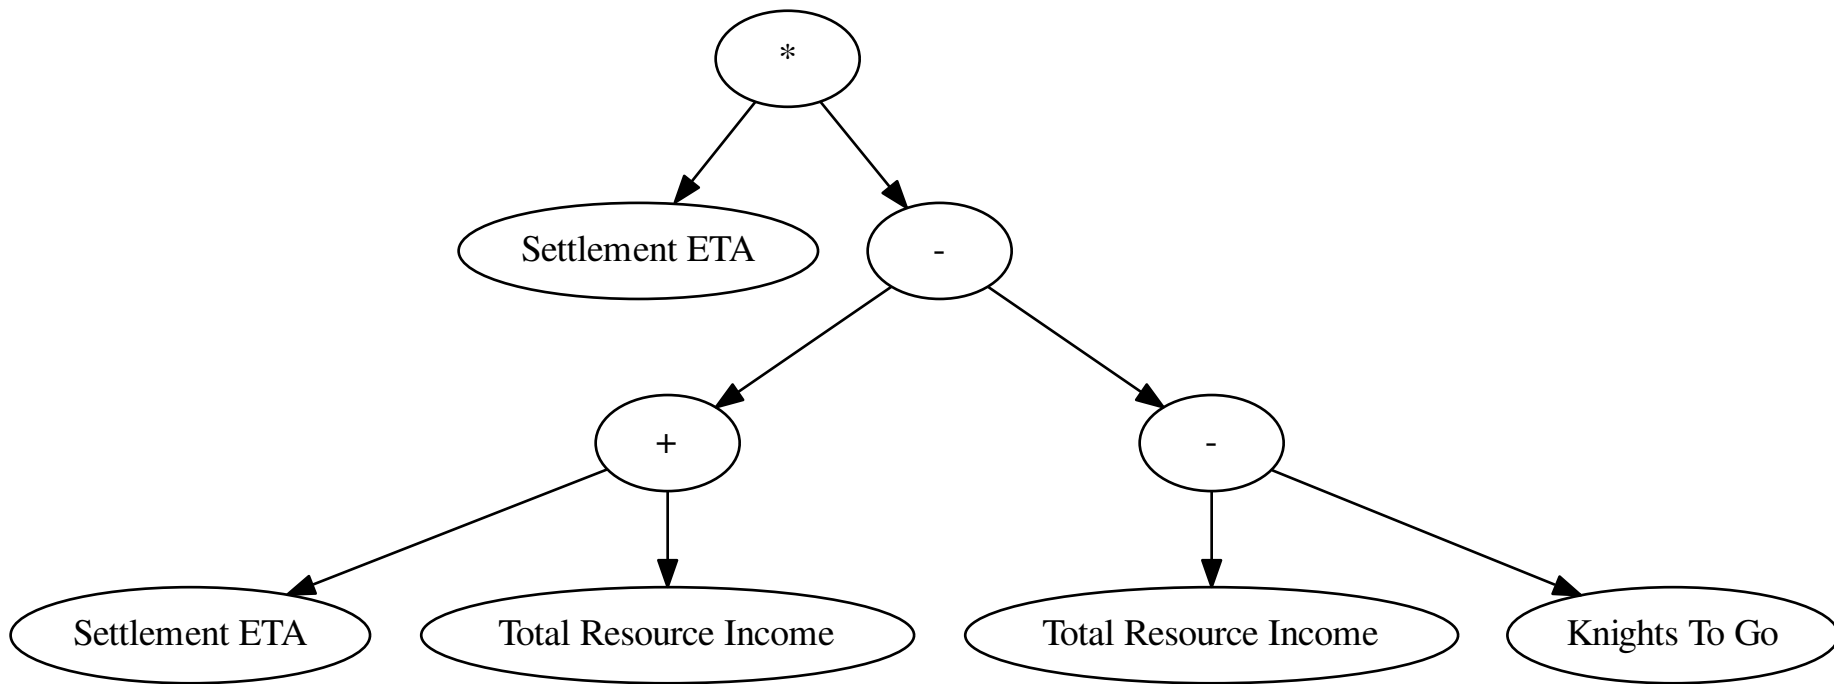 *
Settlement ETA
-
+
-
Settlement ETA
Total Resource Income
Total Resource Income
Knights To Go